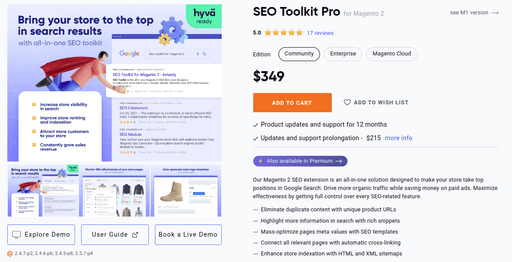 Bring your store to the top
in search results
with all-in-one SEO toolkit
hyvä
ready
Google
SEO Toolkit for Magento 2 - Amasty
SEO Extensions
SEO Module
Increase store visibility
in search
Improve store ranking
and indexation
Attract more customers
to your store
Constantly grow sales
revenue
Explore Demo
User Guide
Book a Live Demo
2.4.7-p2; 2.4.6-p6; 2.4.5-p8; 2.3.7-p4
SEO Toolkit Pro for Magento 2
see M1 version
5.0 17 reviews
Edition Community Enterprise Magento Cloud
$349
ADD TO CART
ADD TO WISH LIST
Product updates and support for 12 months
Updates and support prolongation - $215 more info
Also available in Premium
Our Magento 2 SEO extension is an all-in-one solution designed to make your store take top
positions in Google Search. Drive more organic traffic while saving money on paid ads. Maximize
effectiveness by getting full control over every SEO-related feature.
— Eliminate duplicate content with unique product URLs
— Highlight more information in search with rich snippets
— Mass-optimize pages meta values with SEO templates
— Connect all relevant pages with automatic cross-linking
— Enhance store indexation with HTML and XML sitemaps